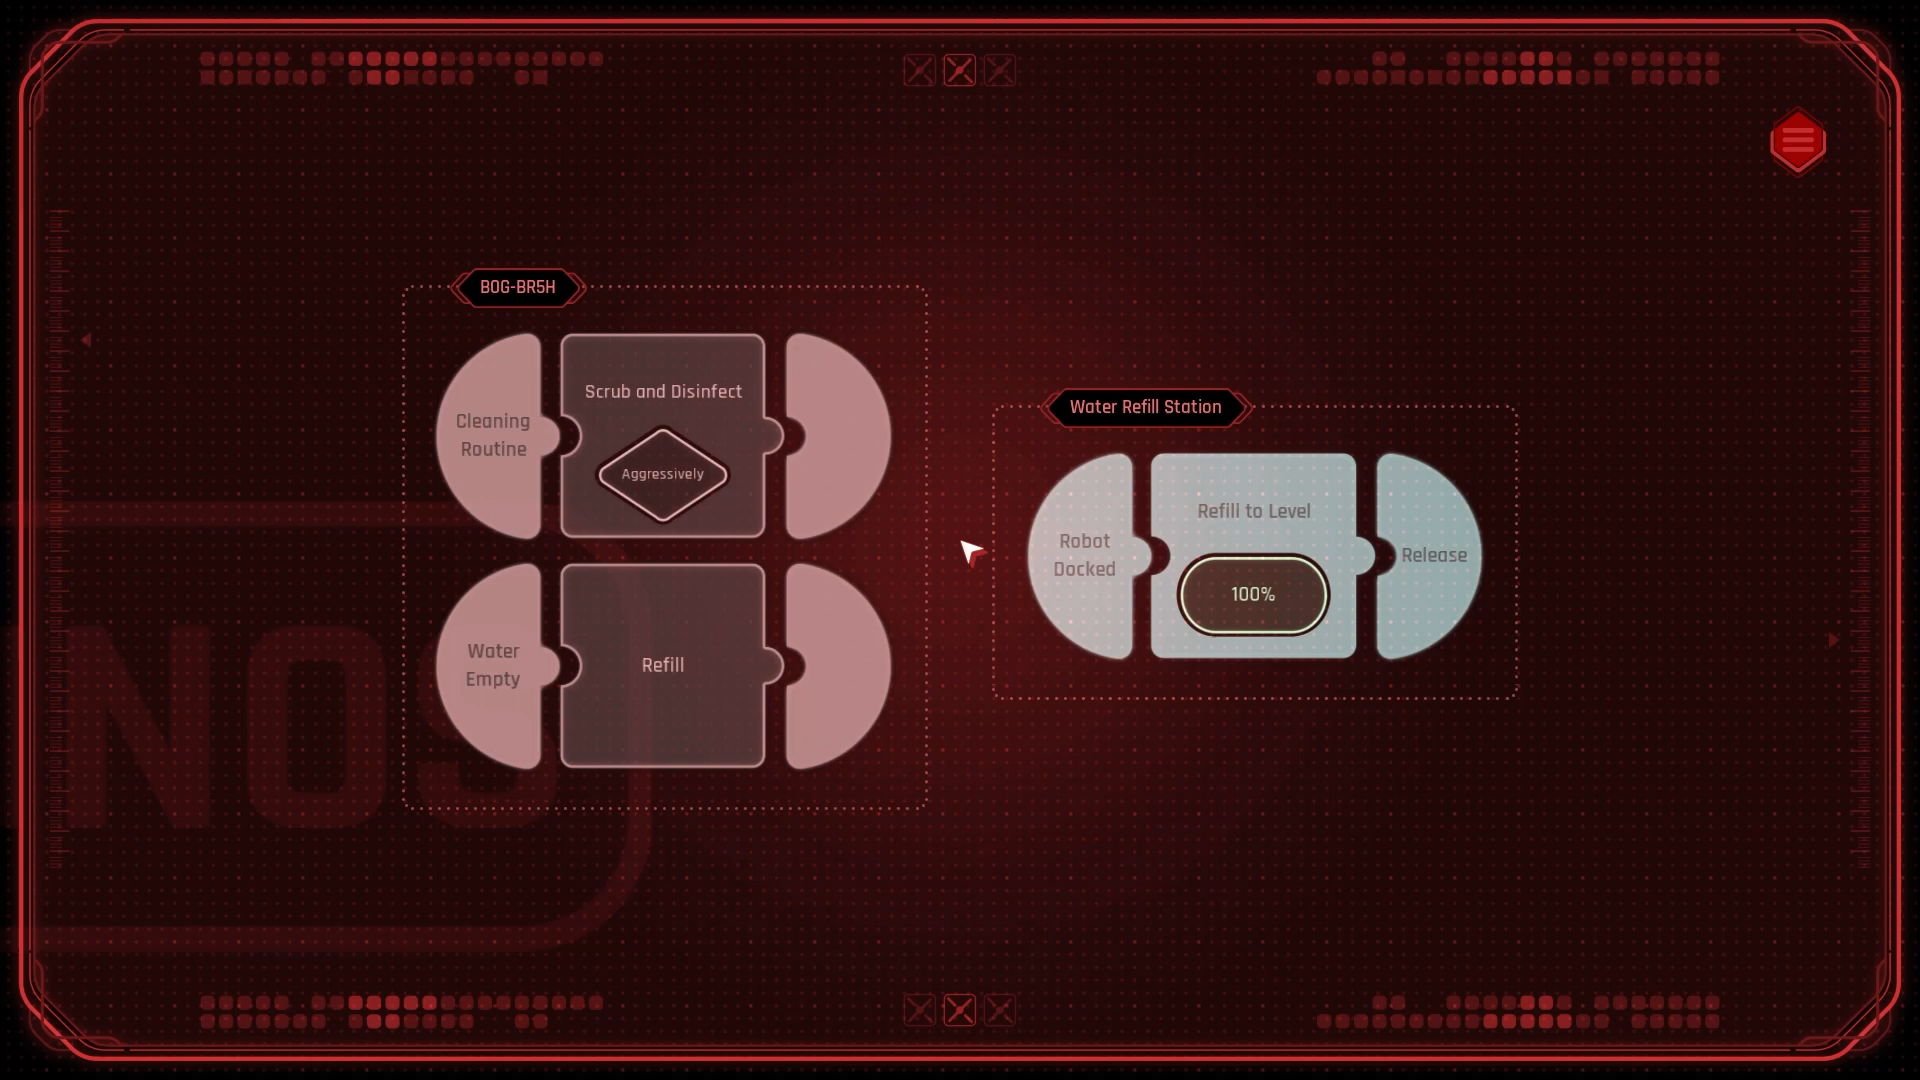 BOG-BR5H
Cleaning
Routine
Scrub and Disinfect
Aggressively
Water
Empty
Refill
Water Refill Station
Robot
Docked
Refill to Level
100%
Release
NOS